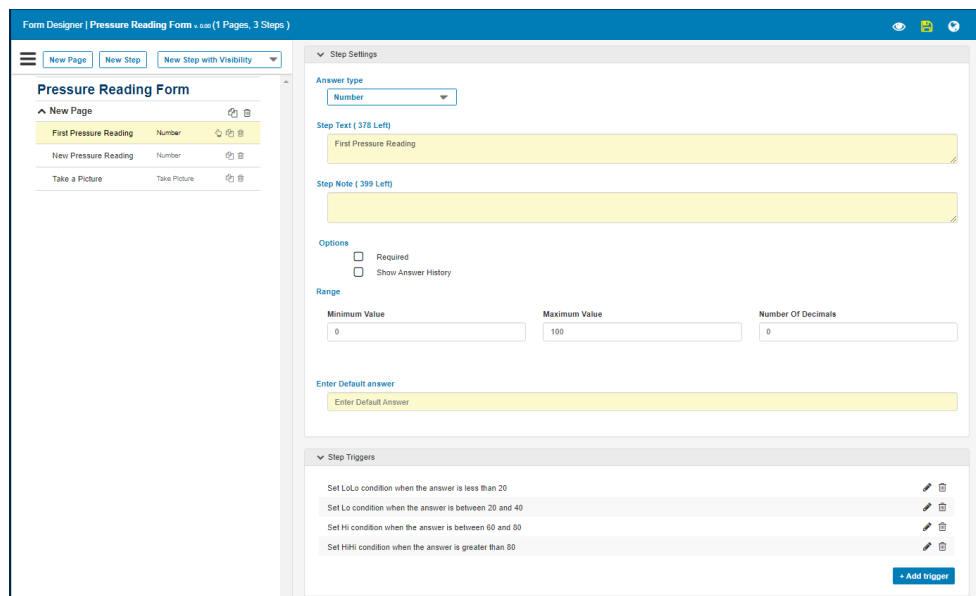 Form Designer | Pressure Reading Form v. 0.00 (1 Pages, 3 Steps )
New Page
New Step
New Step with Visibility
Pressure Reading Form
New Page
First Pressure Reading Number
New Pressure Reading Number
Take a Picture Take Picture
Step Settings
Answer type
Number
Step Text ( 378 Left)
First Pressure Reading
Step Note ( 399 Left)
Options
Required
Show Answer History
Range
Minimum Value Maximum Value Number Of Decimals
0 100 0
Enter Default answer
Enter Default Answer
Step Triggers
Set LoLo condition when the answer is less than 20
Set Lo condition when the answer is between 20 and 40
Set Hi condition when the answer is between 60 and 80
Set HiHi condition when the answer is greater than 80
+ Add trigger